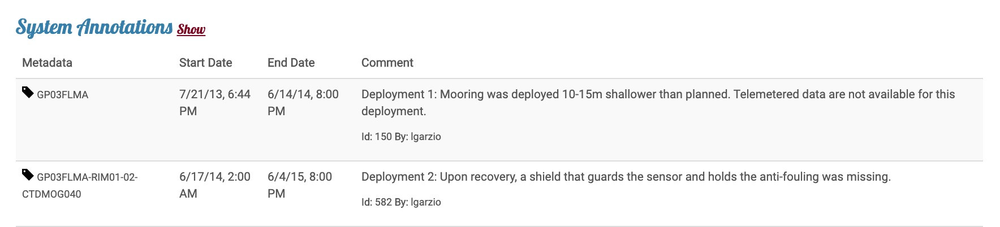 System Annotations Show
Metadata Start Date End Date Comment
GP03FLMA 7/21/13, 6:44 6/14/14, 8:00 Deployment 1: Mooring was deployed 10-15m shallower than planned. Telemetered data are not available for this
PM PM deployment.
Id: 150 By: lgarzio
GP03FLMA-RIM01-02- 6/17/14, 2:00 6/4/15, 8:00 Deployment 2: Upon recovery, a shield that guards the sensor and holds the anti-fouling was missing.
CTDMOG040 AM PM
Id: 582 By: lgarzio